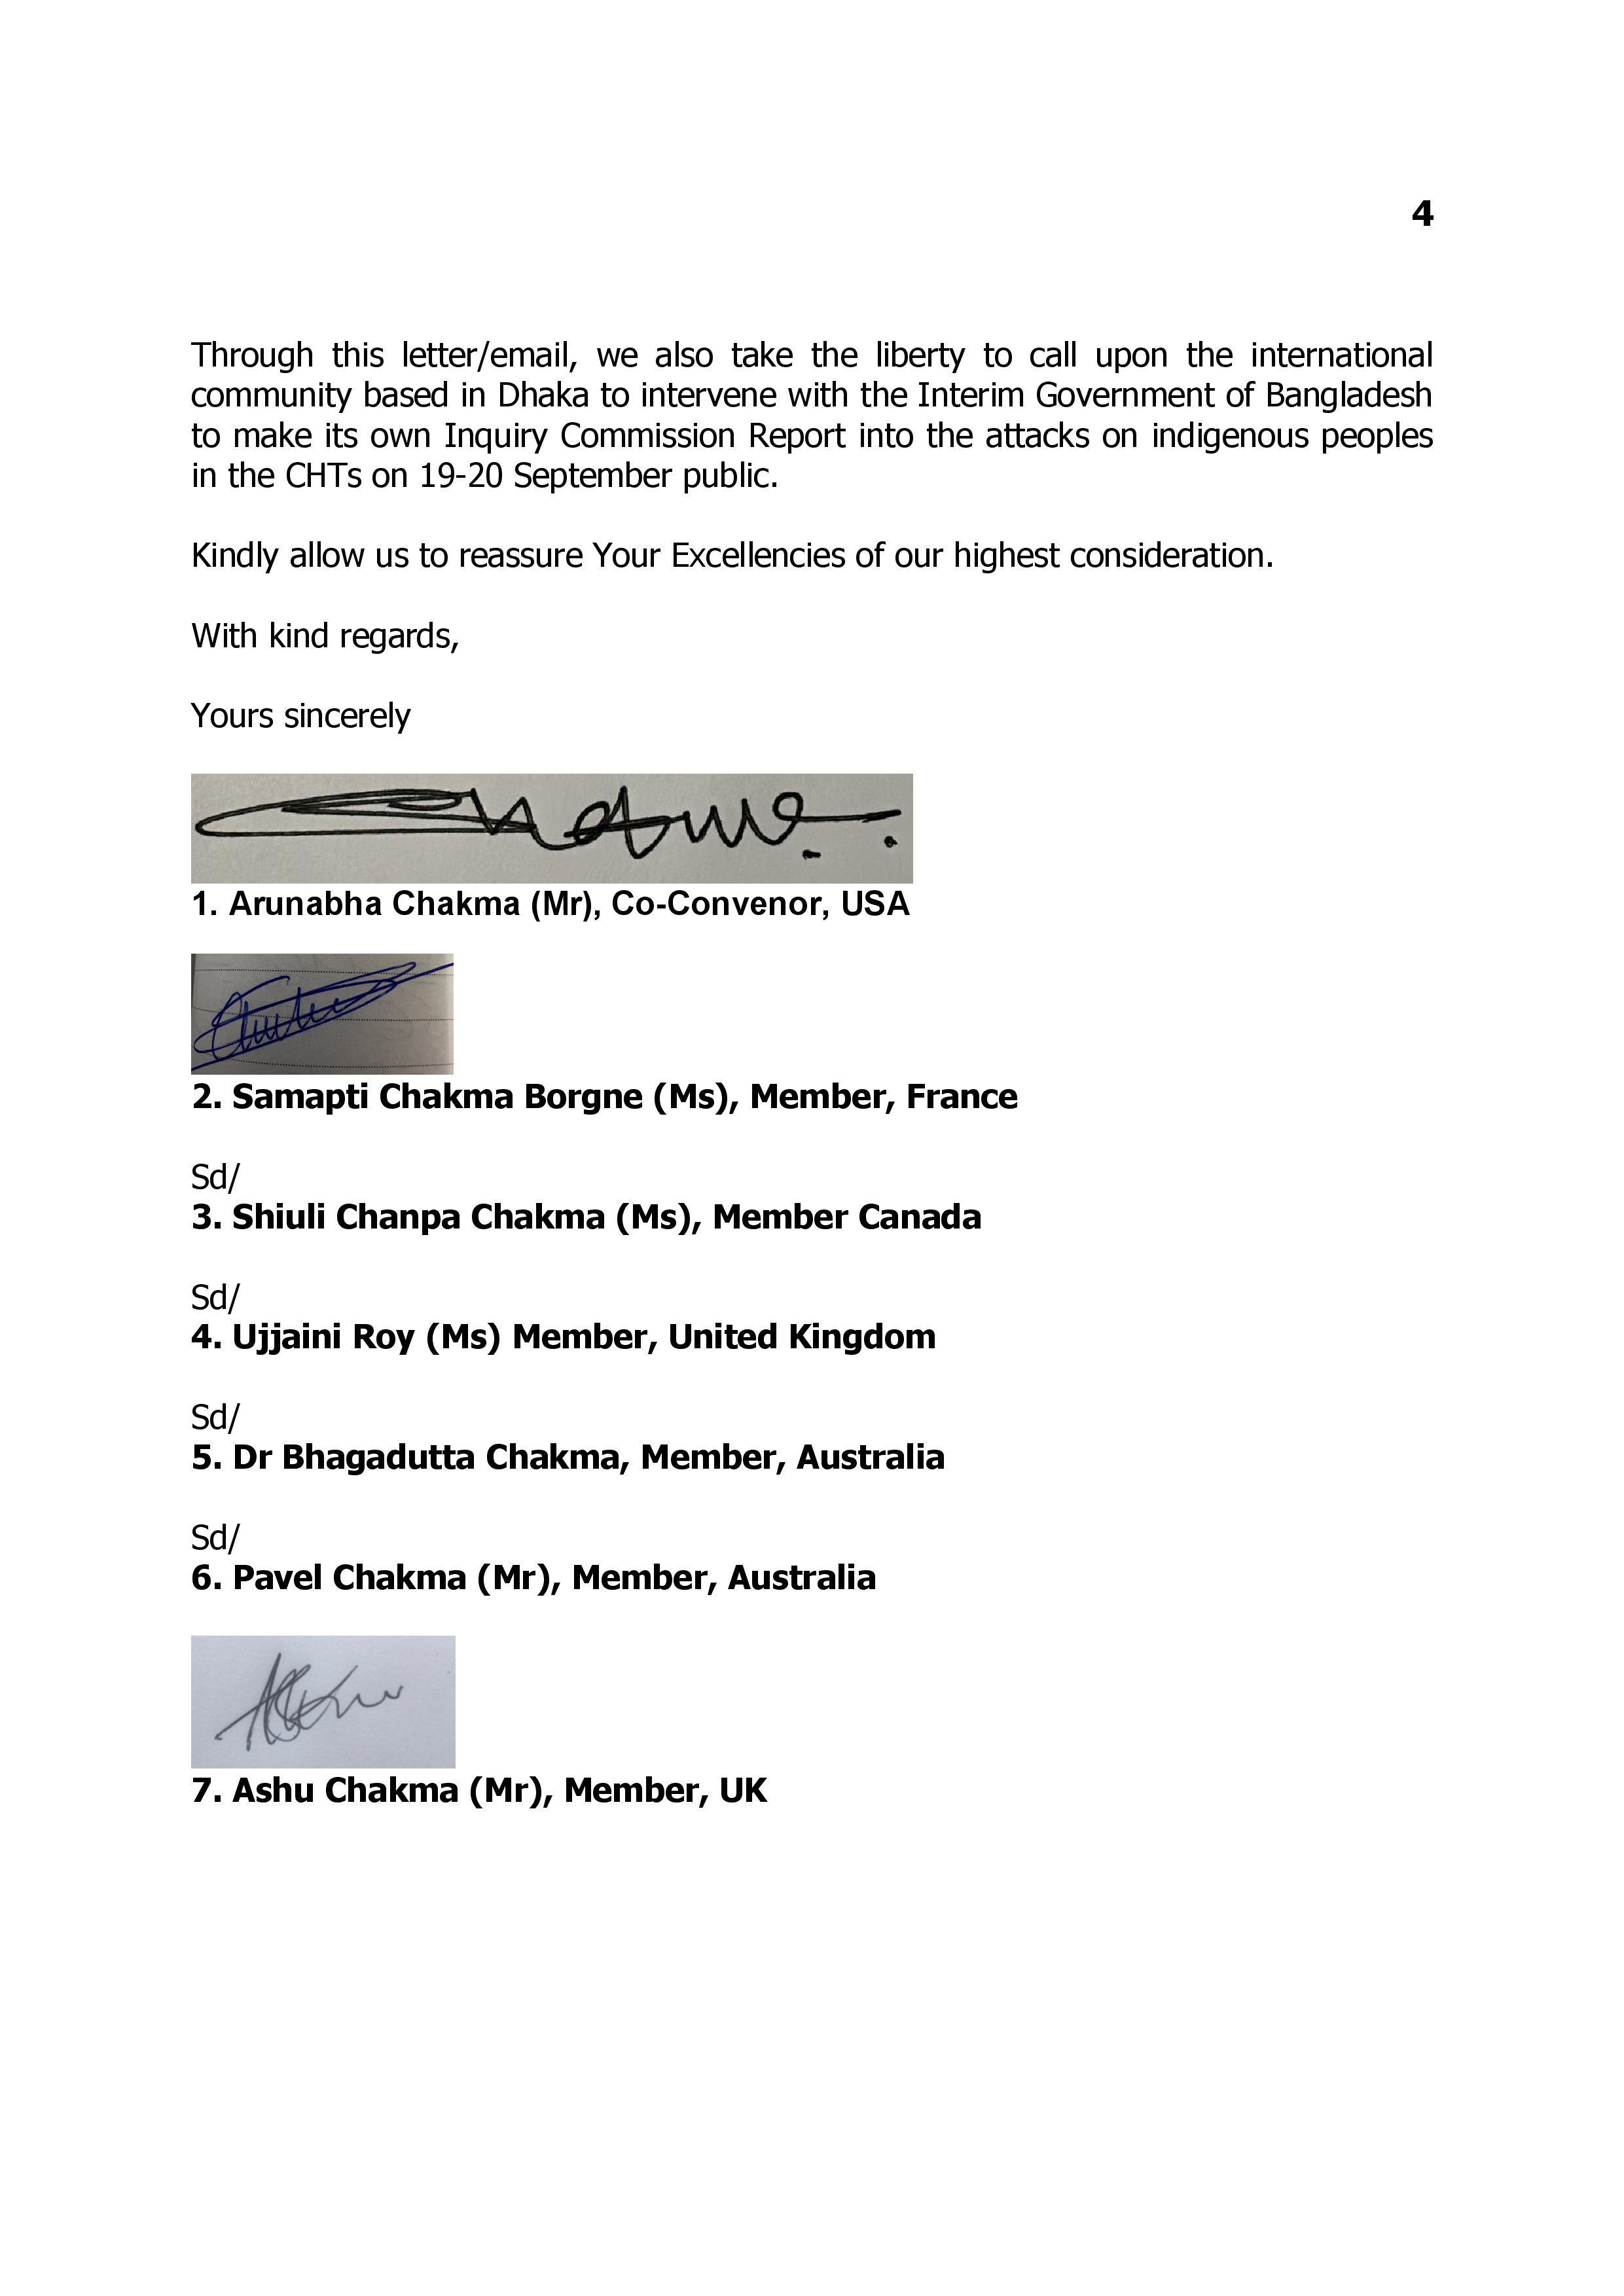 4
Through this letter/email, we also take the liberty to call upon the international
community based in Dhaka to intervene with the Interim Government of Bangladesh
to make its own Inquiry Commission Report into the attacks on indigenous peoples
in the CHTs on 19-20 September public.
Kindly allow us to reassure Your Excellencies of our highest consideration.
With kind regards,
Yours sincerely
1. Arunabha Chakma (Mr), Co-Convenor, USA
2. Samapti Chakma Borgne (Ms), Member, France
Sd/
3. Shiuli Chanpa Chakma (Ms), Member Canada
Sd/
4. Ujjaini Roy (Ms) Member, United Kingdom
Sd/
5. Dr Bhagadutta Chakma, Member, Australia
Sd/
6. Pavel Chakma (Mr), Member, Australia
7. Ashu Chakma (Mr), Member, UK